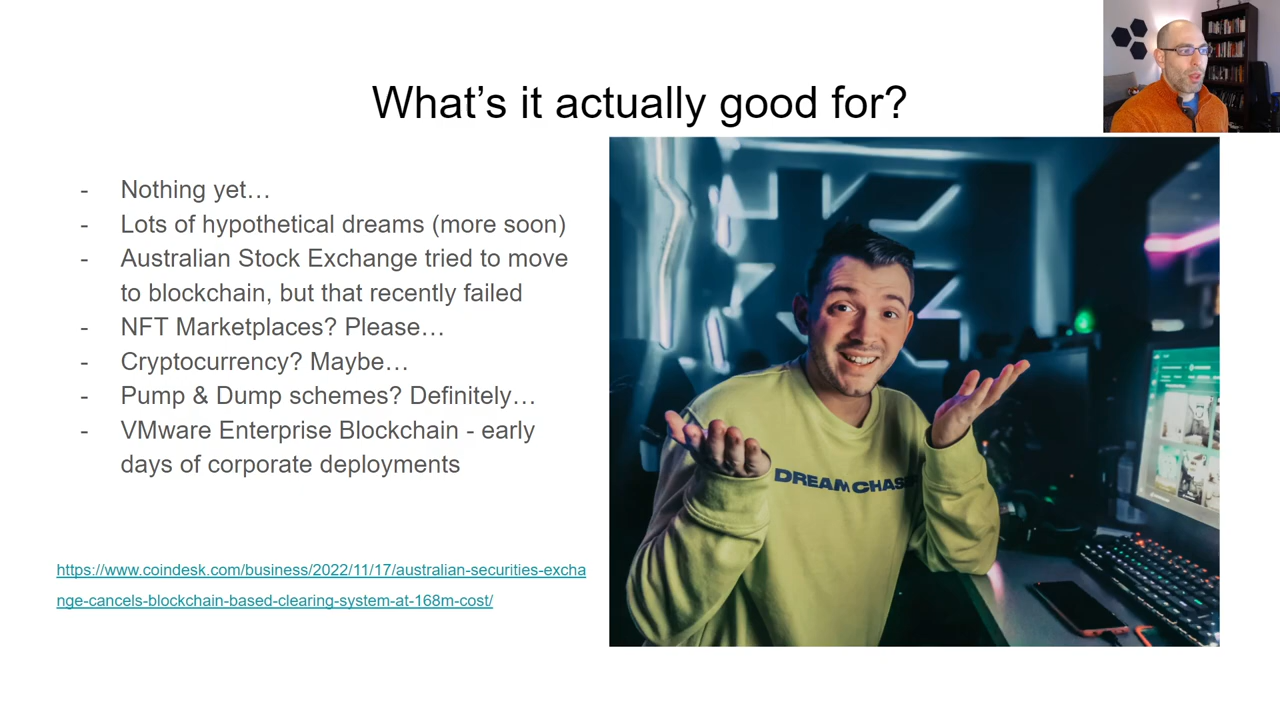 What's it actually good for?
- Nothing yet…
- Lots of hypothetical dreams (more soon)
- Australian Stock Exchange tried to move
to blockchain, but that recently failed
- NFT Marketplaces? Please…
- Cryptocurrency? Maybe…
- Pump & Dump schemes? Definitely…
- VMware Enterprise Blockchain - early
days of corporate deployments
https://www.coindesk.com/business/2022/11/17/australian-securities-excha
nge-cancels-blockchain-based-clearing-system-at-168m-cost/
DREAM CHAS